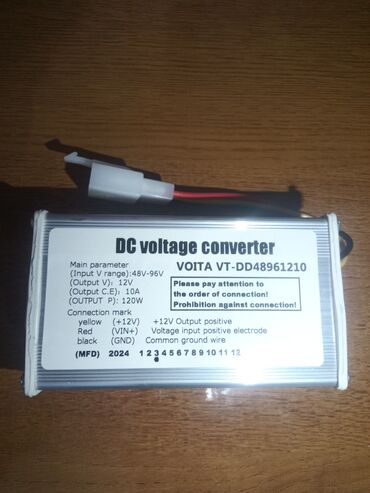 DC voltage converter
Main parameter
(Input V range):48V-96V
(Output V): 12V
(Output C.E): 10A
(OUTPUT P): 120W
VOITA VT-DD48961210
Please pay attention to
the order of connection!
Prohibition against connection!
Connection mark
yellow (+12V) +12V Output positive
Red (VIN+) Voltage input positive electrode
black (GND) Common ground wire
(MFD) 2024 1 2 3 4 5 6 7 8 9 10 11 12